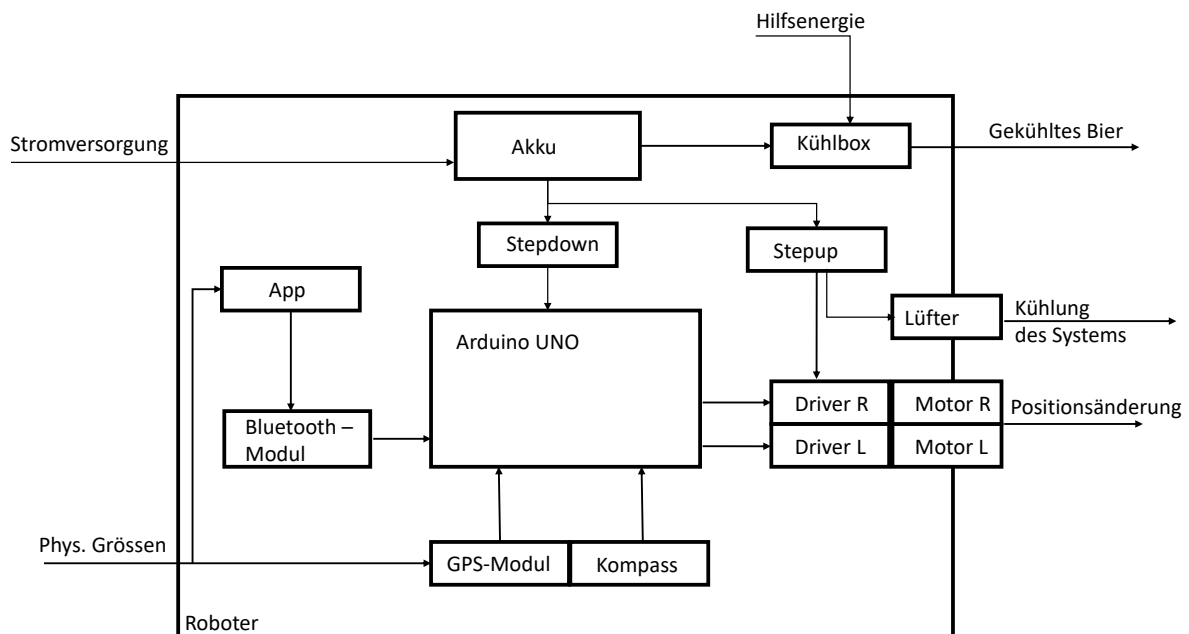 Hilfsenergie
Stromversorgung
Akku
Kühlbox
Gekühltes Bier
Stepdown
Stepup
App
Lüfter
Kühlung
des Systems
Arduino UNO
Driver R
Motor R
Positionsänderung
Bluetooth –
Modul
Driver L
Motor L
Phys. Grössen
GPS-Modul
Kompass
Roboter